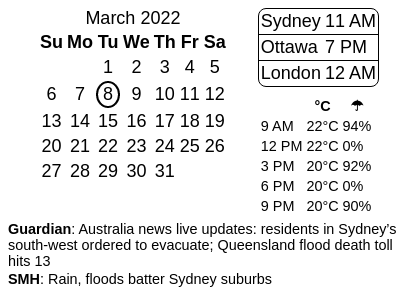 March 2022
Su Mo Tu We Th Fr Sa
1 2 3 4 5
6 7 8 9 10 11 12
13 14 15 16 17 18 19
20 21 22 23 24 25 26
27 28 29 30 31
Sydney 11 AM
Ottawa 7 PM
London 12 AM
°C ☂
9 AM 22°C 94%
12 PM 22°C 0%
3 PM 20°C 92%
6 PM 20°C 0%
9 PM 20°C 90%
Guardian: Australia news live updates: residents in Sydney's
south-west ordered to evacuate; Queensland flood death toll
hits 13
SMH: Rain, floods batter Sydney suburbs